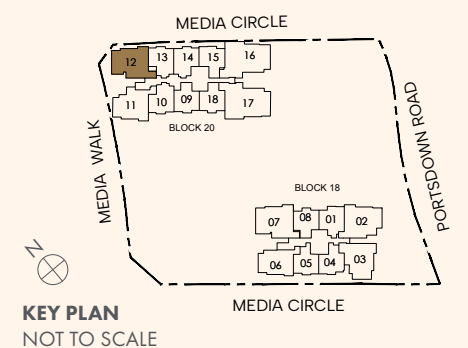 MEDIA CIRCLE
12 13 14 15 16
11 10 09 18 17
BLOCK 20
MEDIA WALK
PORTSDOWN ROAD
BLOCK 18
07 08 01 02
06 05 04 03
N
MEDIA CIRCLE
KEY PLAN
NOT TO SCALE